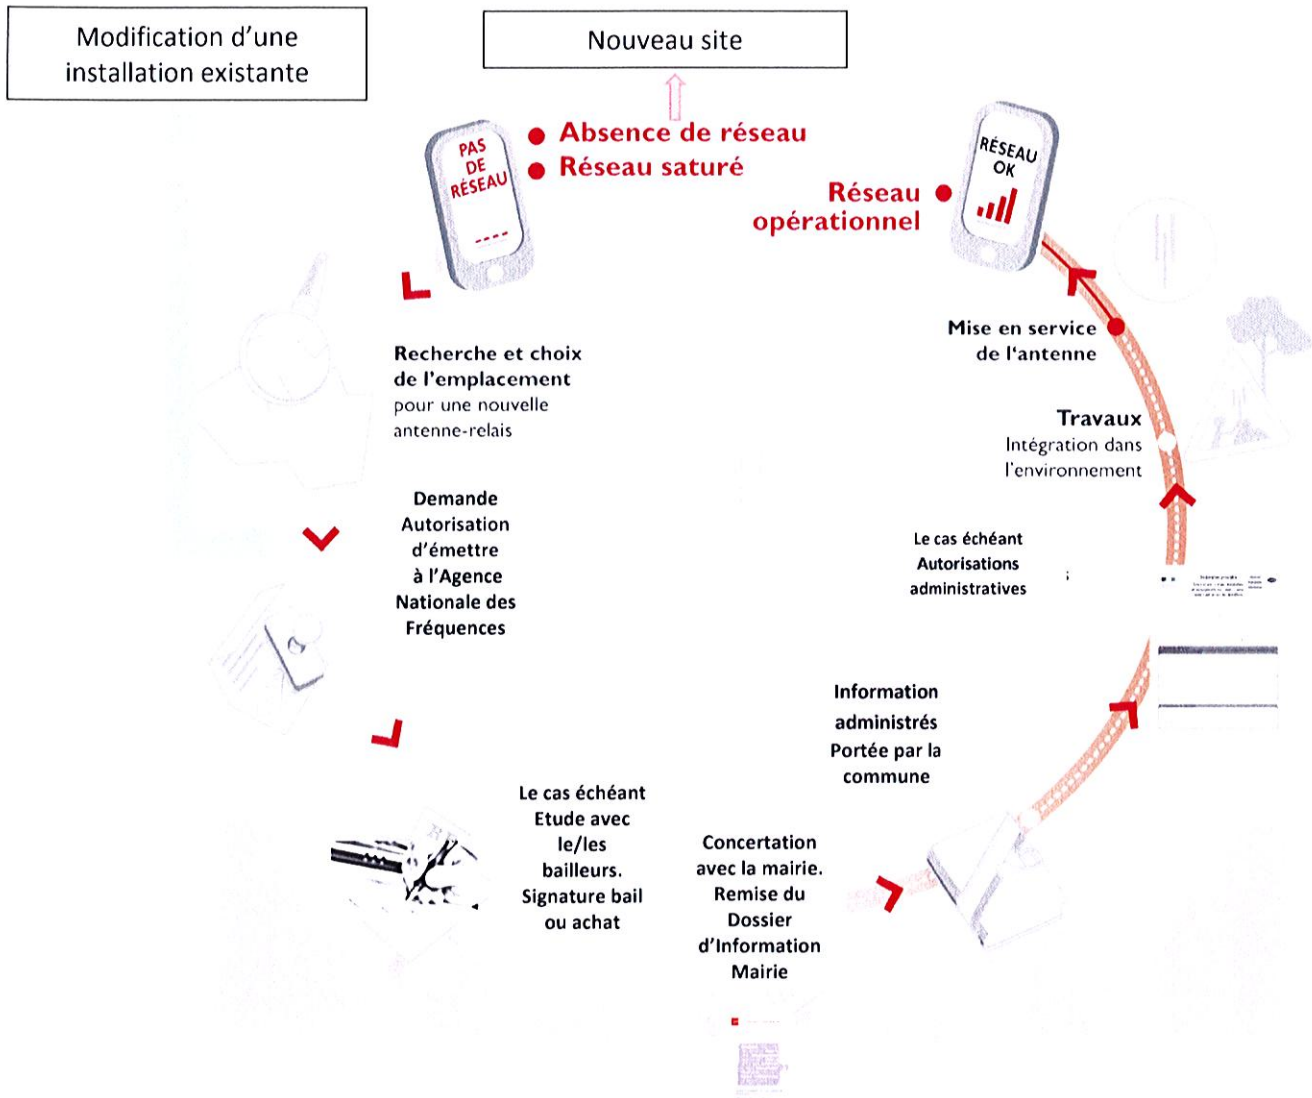 Modification d'une
installation existante
Nouveau site
Absence de réseau
Réseau saturé
PAS
DE
RÉSEAU
RÉSEAU
OK
Réseau
opérationnel
Recherche et choix
de l'emplacement
pour une nouvelle
antenne-relais
Demande
Autorisation
d'émettre
à l'Agence
Nationale des
Fréquences
Le cas échéant
Etude avec
le/les
bailleurs.
Signature bail
ou achat
Concertation
avec la mairie.
Remise du
Dossier
d'Information
Mairie
Information
administrés
Portée par la
commune
Le cas échéant
Autorisations
administratives
;
Travaux
Intégration dans
l'environnement
Mise en service
de l'antenne